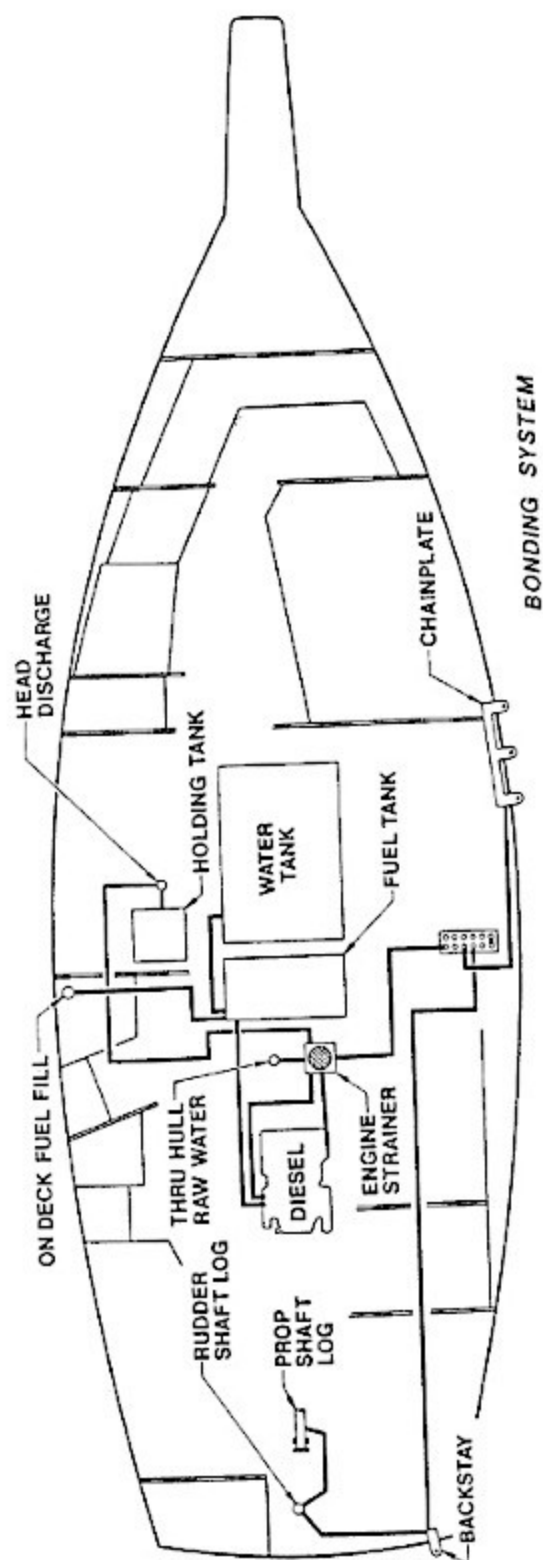 HEAD
DISCHARGE
ON DECK FUEL FILL
HOLDING TANK
WATER
TANK
FUEL TANK
THRU HULL
RAW WATER
RUDDER
SHAFT LOG
DIESEL
ENGINE
STRAINER
PROP
SHAFT
LOG
CHAINPLATE
BACKSTAY
BONDING SYSTEM